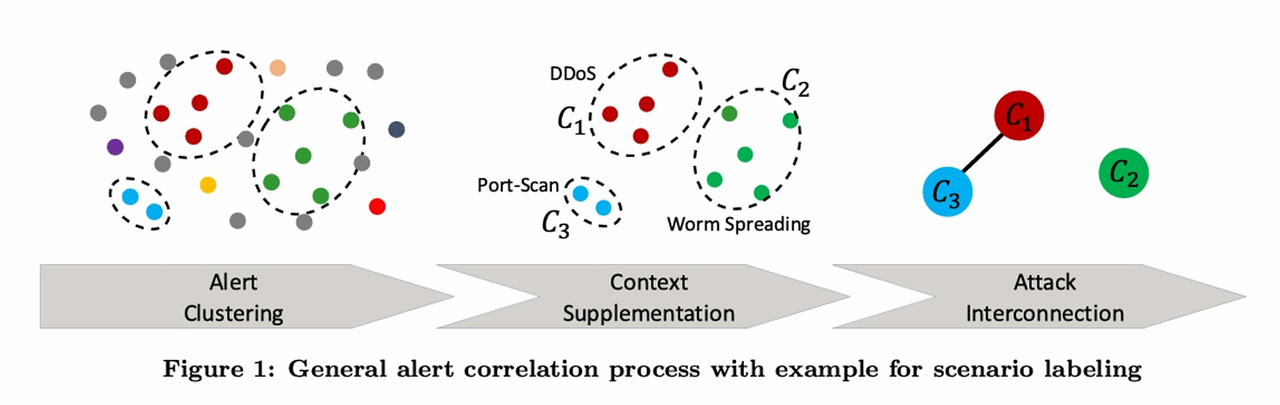 DDoS
C₁
C₂
Port-Scan
C₃
Worm Spreading
C₁
C₃
C₂
Alert
Clustering
Context
Supplementation
Attack
Interconnection
Figure 1: General alert correlation process with example for scenario labeling